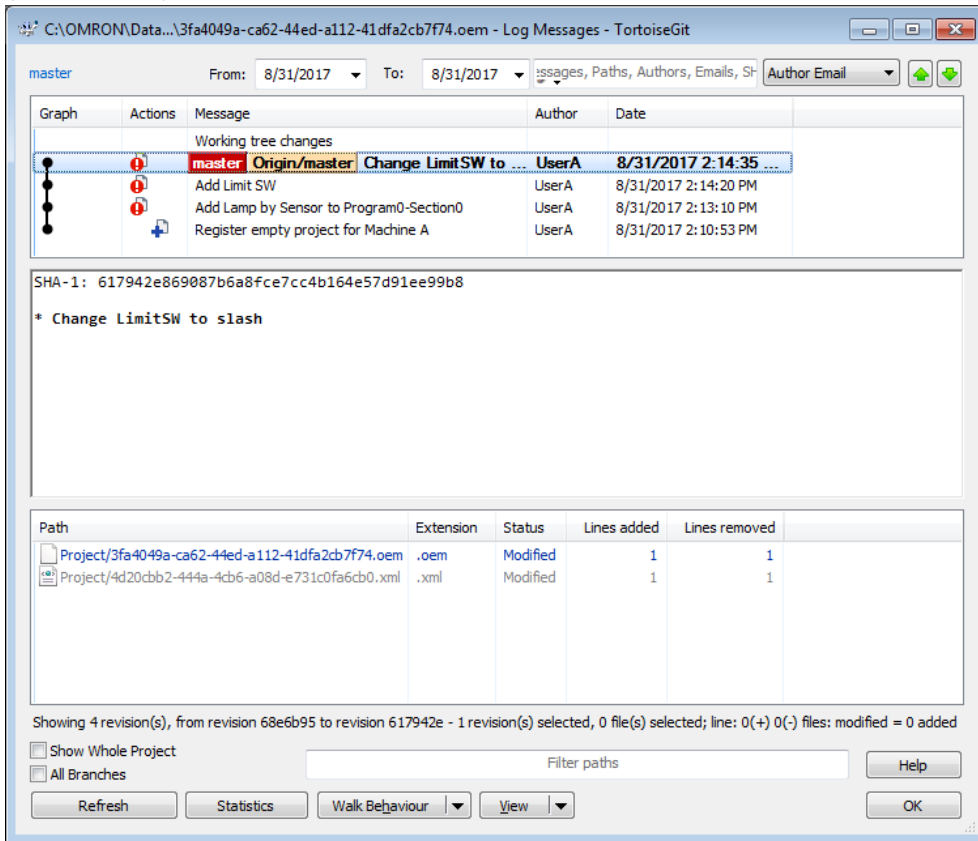 C:\OMRON\Data...\3fa4049a-ca62-44ed-a112-41dfa2cb7f74.oem - Log Messages - TortoiseGit
master From: 8/31/2017 To: 8/31/2017 Paths, Authors, Emails, SH Author Email
Graph Actions Message Author Date
Working tree changes
master Origin/master Change LimitSW to ... UserA 8/31/2017 2:14:35 ...
Add Limit SW UserA 8/31/2017 2:14:20 PM
Add Lamp by Sensor to Program0-Section0 UserA 8/31/2017 2:13:10 PM
Register empty project for Machine A UserA 8/31/2017 2:10:53 PM
SHA-1: 617942e869087b6a8fce7cc4b164e57d91ee99b8
* Change LimitSW to slash
Path Extension Status Lines added Lines removed
Project/3fa4049a-ca62-44ed-a112-41dfa2cb7f74.oem .oem Modified 1 1
Project/4d20cbb2-444a-4cb6-a08d-e731c0fa6cb0.xml .xml Modified 1 1
Showing 4 revision(s), from revision 68e6b95 to revision 617942e - 1 revision(s) selected, 0 file(s) selected; line: 0(+) 0(-) files: modified = 0 added
Show Whole Project
All Branches
Filter paths
Help
Refresh Statistics Walk Behaviour View OK